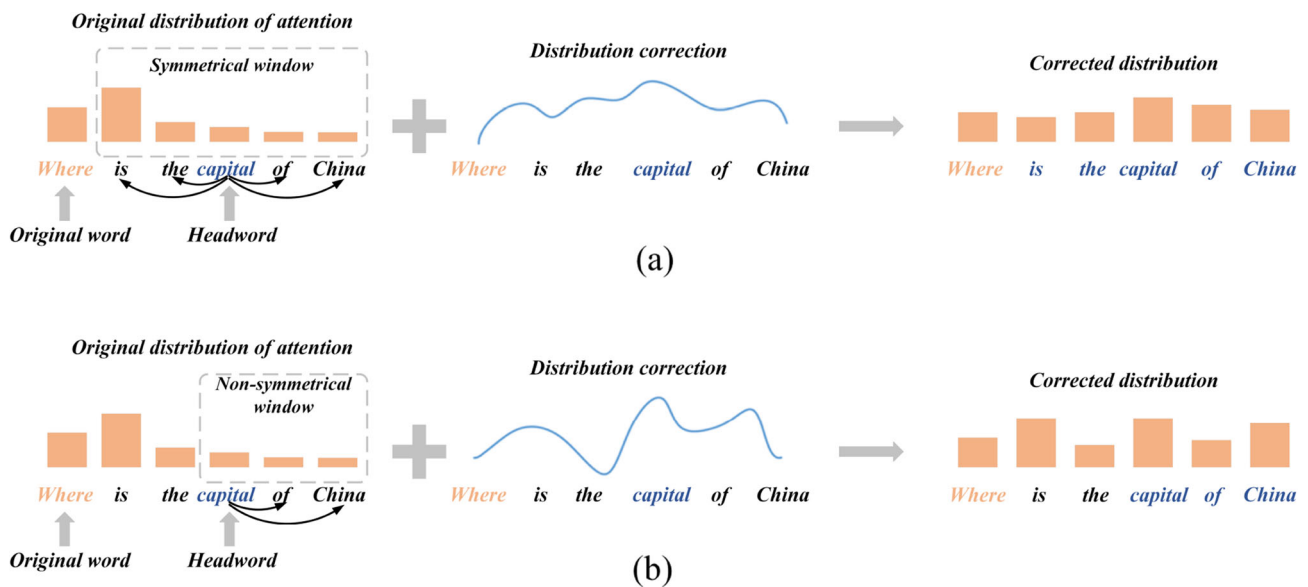 Original distribution of attention
Symmetrical window
Where is the capital of China
Original word Headword
Distribution correction
Where is the capital of China
Corrected distribution
Where is the capital of China
(a)
Original distribution of attention
Non-symmetrical
window
Where is the capital of China
Original word Headword
Distribution correction
Where is the capital of China
Corrected distribution
Where is the capital of China
(b)